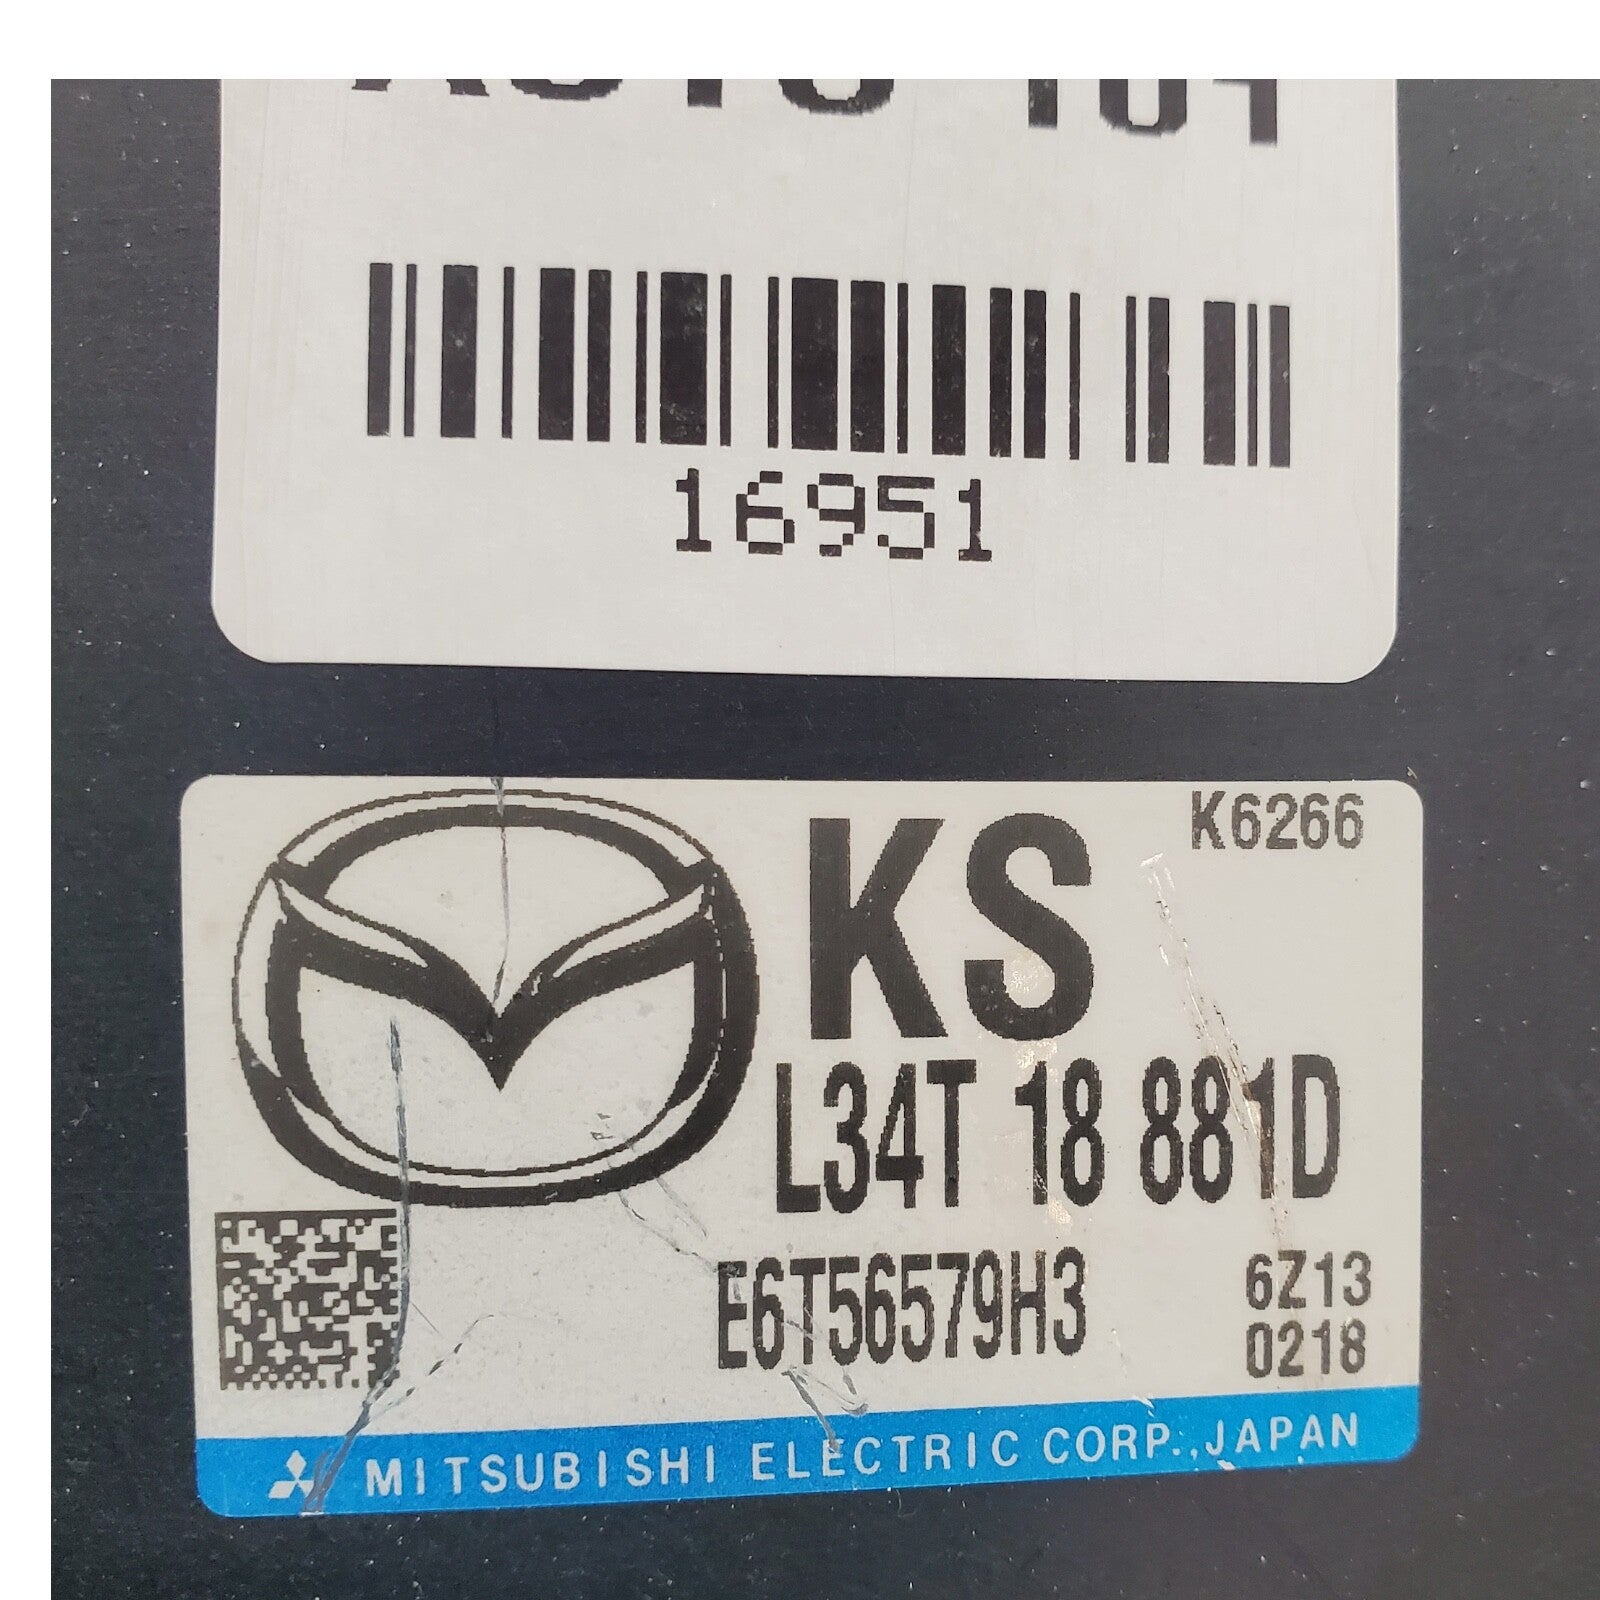 16951
KS
K6266
L34T 18 881D
E6T56579H3
6Z13
0218
MITSUBISHI ELECTRIC CORP., JAPAN